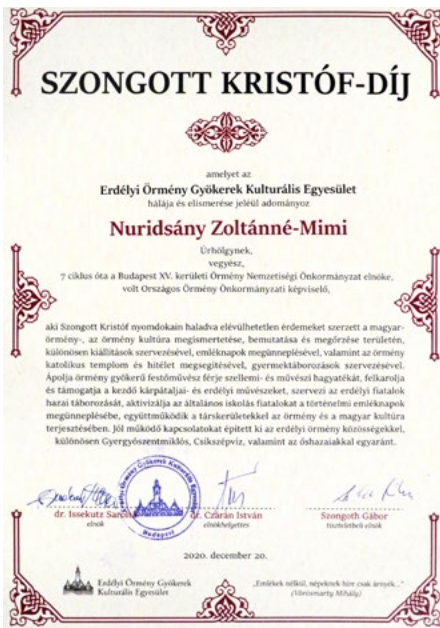 SZONGOTT KRISTÓF-DÍJ
amelyet az
Erdélyi Örmény Gyökerek Kulturális Egyesület
hálája és elismerése jeléül adományoz
Nuridsány Zoltánné-Mimi
Úrhölgynek,
vegyész,
7 ciklus óta a Budapest XV. kerületi Örmény Nemzetiségi Önkormányzat elnöke,
volt Országos Örmény Önkormányzati képviselő,
aki Szongott Kristóf nyomdokain haladva elévülhetetlen érdemeket szerzett a magyar-
örmény-, az örmény kultúra megismertetése, bemutatása és megőrzése területén,
különösen kiállítások szervezésével, emléknapok megünneplésével, valamint az örmény
katolikus templom és hitélet megsegítésével, gyermektáborozások szervezésével.
Ápolja örmény gyökerű festőművész férje szellemi- és művészi hagyatékát, felkarolja
és támogatja a kezdő kárpátaljai- és erdélyi művészeket, szervezi az erdélyi fiatalok
hazai táborozását, aktivizálja az általános iskolás fiatalokat a történelmi emléknapok
megünneplésébe, együttműködik a társkerületekkel az örmény és a magyar kultúra
terjesztésében. Jól működő kapcsolatokat épített ki az erdélyi örmény közösségekkel,
különösen Gyergyószentmiklós, Csíkszépvíz, valamint az óshazaiakkal egyaránt.
dr. Issekutz Sarolta
elnök
dr. Czárán István
elnökhelyettes
Szongoth Gábor
tiszteletbeli elnök
Erdélyi Örmény Gyökerek Kulturális Egyesület
Budapest
2020. december 20.
Erdélyi Örmény Gyökerek
Kulturális Egyesület
„Emlékek nélkül, népeknek híre csak árnyék..."
(Vörösmarty Mihály)